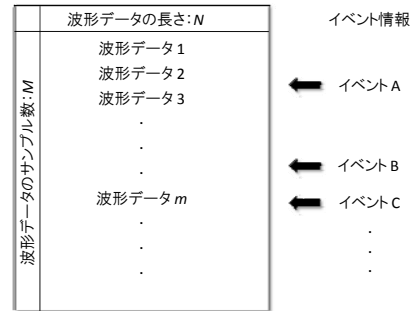 波形データの長さ:N
イベント情報
波形データのサンプル数:M
波形データ1
波形データ2
イベントA
波形データ3
・
・
・
イベントB
波形データm
イベントC
・
・
・
・
・
・